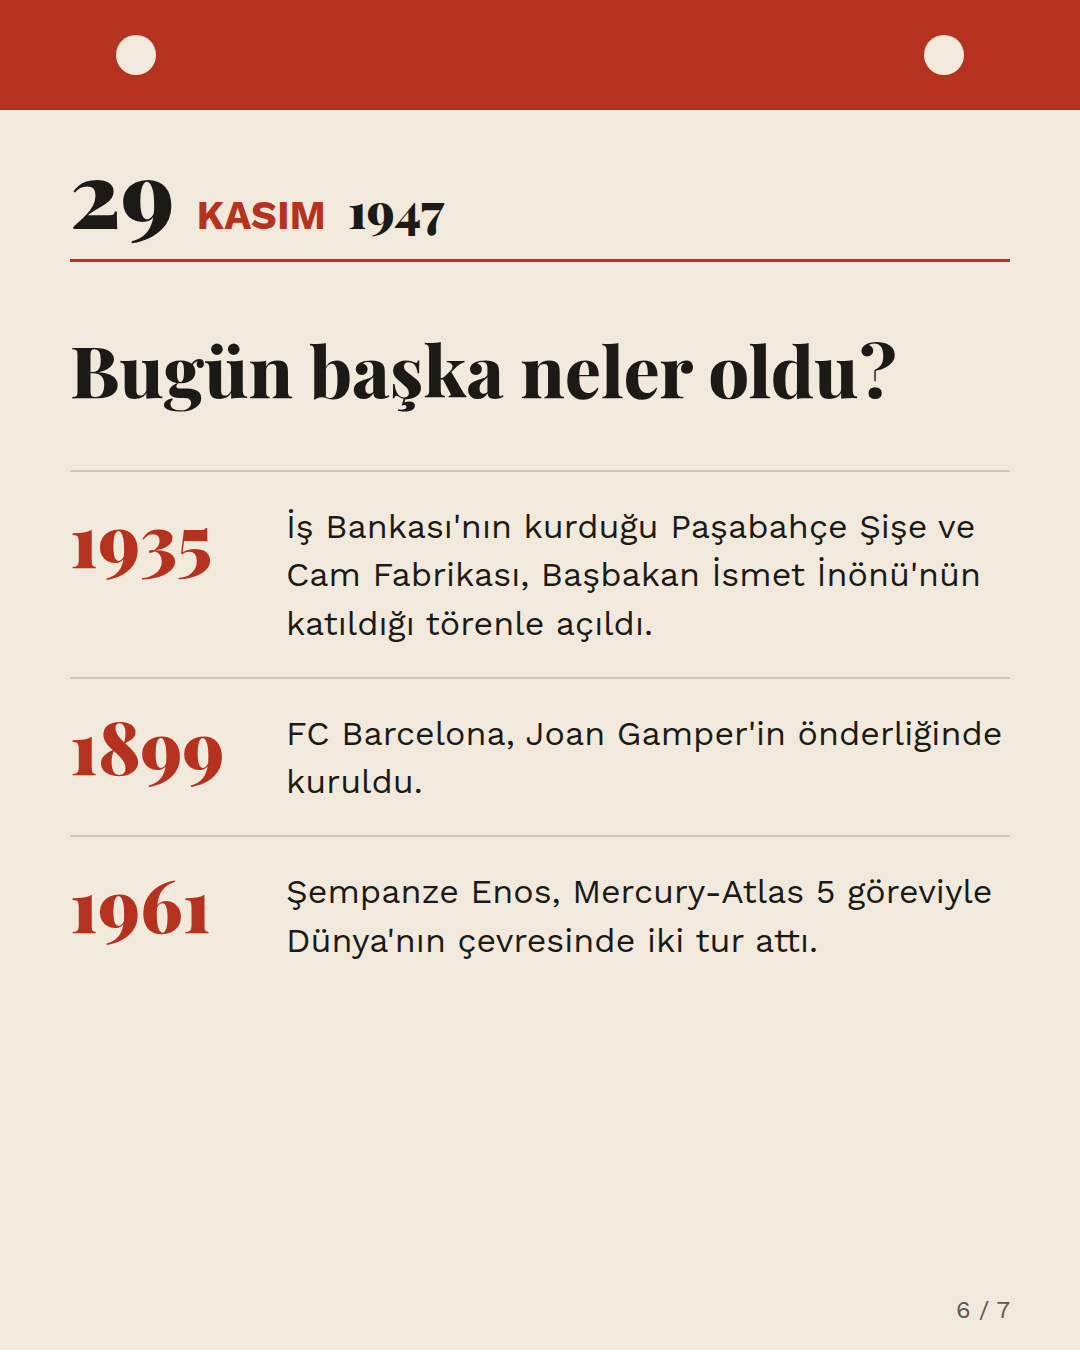 29 KASIM 1947
Bugün başka neler oldu?
1935
İş Bankası'nın kurduğu Paşabahçe Şişe ve
Cam Fabrikası, Başbakan İsmet İnönü'nün
katıldığı törenle açıldı.
1899
FC Barcelona, Joan Gamper'in önderliğinde
kuruldu.
1961
Şempanze Enos, Mercury-Atlas 5 göreviyle
Dünya'nın çevresinde iki tur attı.
6 / 7